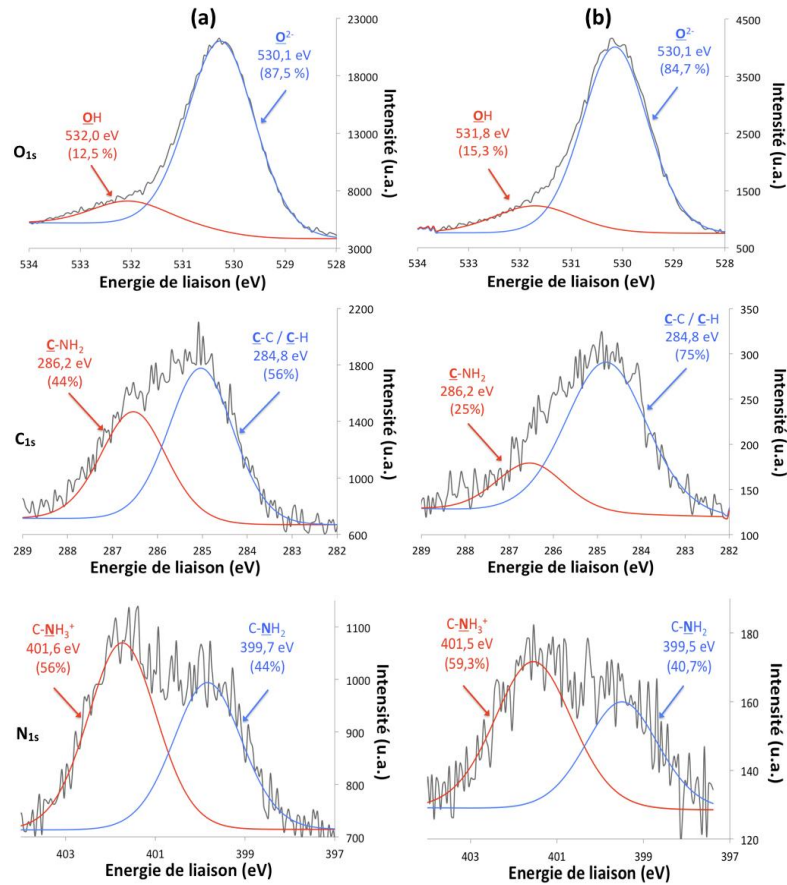 (a)
(b)
O1s
23000
18000
13000
8000
3000
Intensité (u.a.)
O²⁻
530,1 eV
(87,5 %)
OH
532,0 eV
(12,5 %)
534 533 532 531 530 529 528
Energie de liaison (eV)
4500
3500
2500
1500
500
Intensité (u.a.)
O²⁻
530,1 eV
(84,7 %)
OH
531,8 eV
(15,3 %)
534 533 532 531 530 529 528
Energie de liaison (eV)
C1s
2200
1800
1400
1000
600
Intensité (u.a.)
C-NH₂
286,2 eV
(44%)
C-C / C-H
284,8 eV
(56%)
289 288 287 286 285 284 283 282
Energie de liaison (eV)
350
300
250
200
150
100
Intensité (u.a.)
C-NH₂
286,2 eV
(25%)
C-C / C-H
284,8 eV
(75%)
289 288 287 286 285 284 283 282
Energie de liaison (eV)
N1s
1100
1000
900
800
700
Intensité (u.a.)
C-NH₃⁺
401,6 eV
(56%)
C-NH₂
399,7 eV
(44%)
403 401 399 397
Energie de liaison (eV)
180
160
140
120
Intensité (u.a.)
C-NH₃⁺
401,5 eV
(59,3%)
C-NH₂
399,5 eV
(40,7%)
403 401 399 397
Energie de liaison (eV)